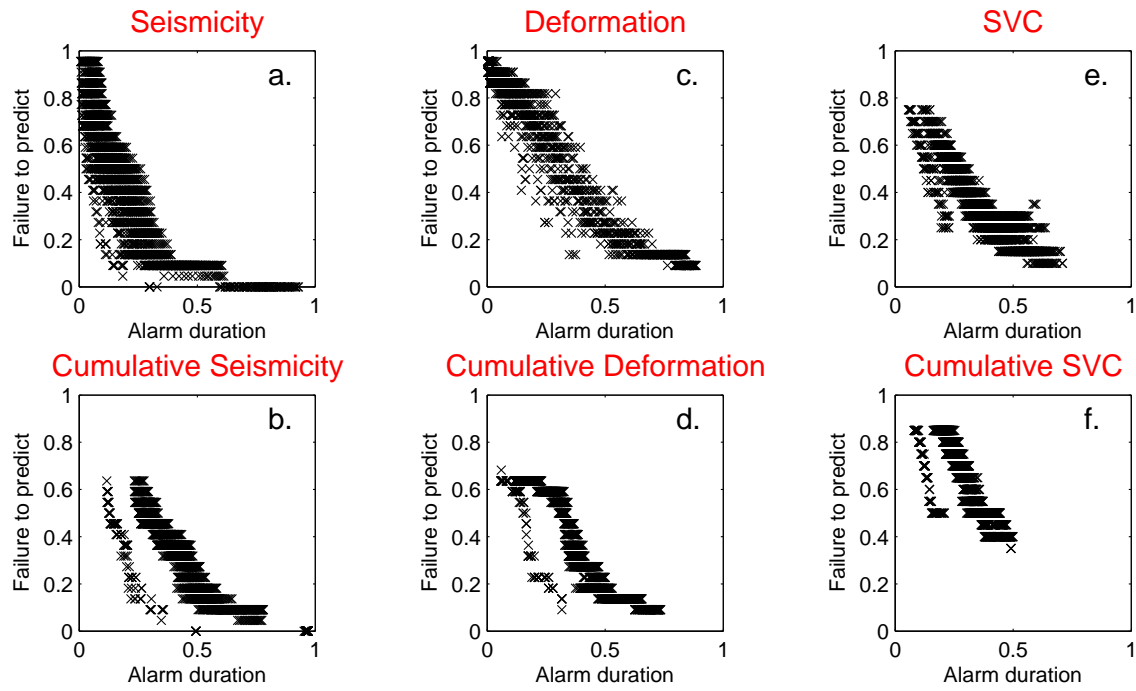 Seismicity
Deformation
SVC
1
0.8
0.6
0.4
0.2
0
0
0.5
1
Failure to predict
Alarm duration
a.
1
0.8
0.6
0.4
0.2
0
0
0.5
1
Failure to predict
Alarm duration
c.
1
0.8
0.6
0.4
0.2
0
0
0.5
1
Failure to predict
Alarm duration
e.
Cumulative Seismicity
Cumulative Deformation
Cumulative SVC
1
0.8
0.6
0.4
0.2
0
0
0.5
1
Failure to predict
Alarm duration
b.
1
0.8
0.6
0.4
0.2
0
0
0.5
1
Failure to predict
Alarm duration
d.
1
0.8
0.6
0.4
0.2
0
0
0.5
1
Failure to predict
Alarm duration
f.